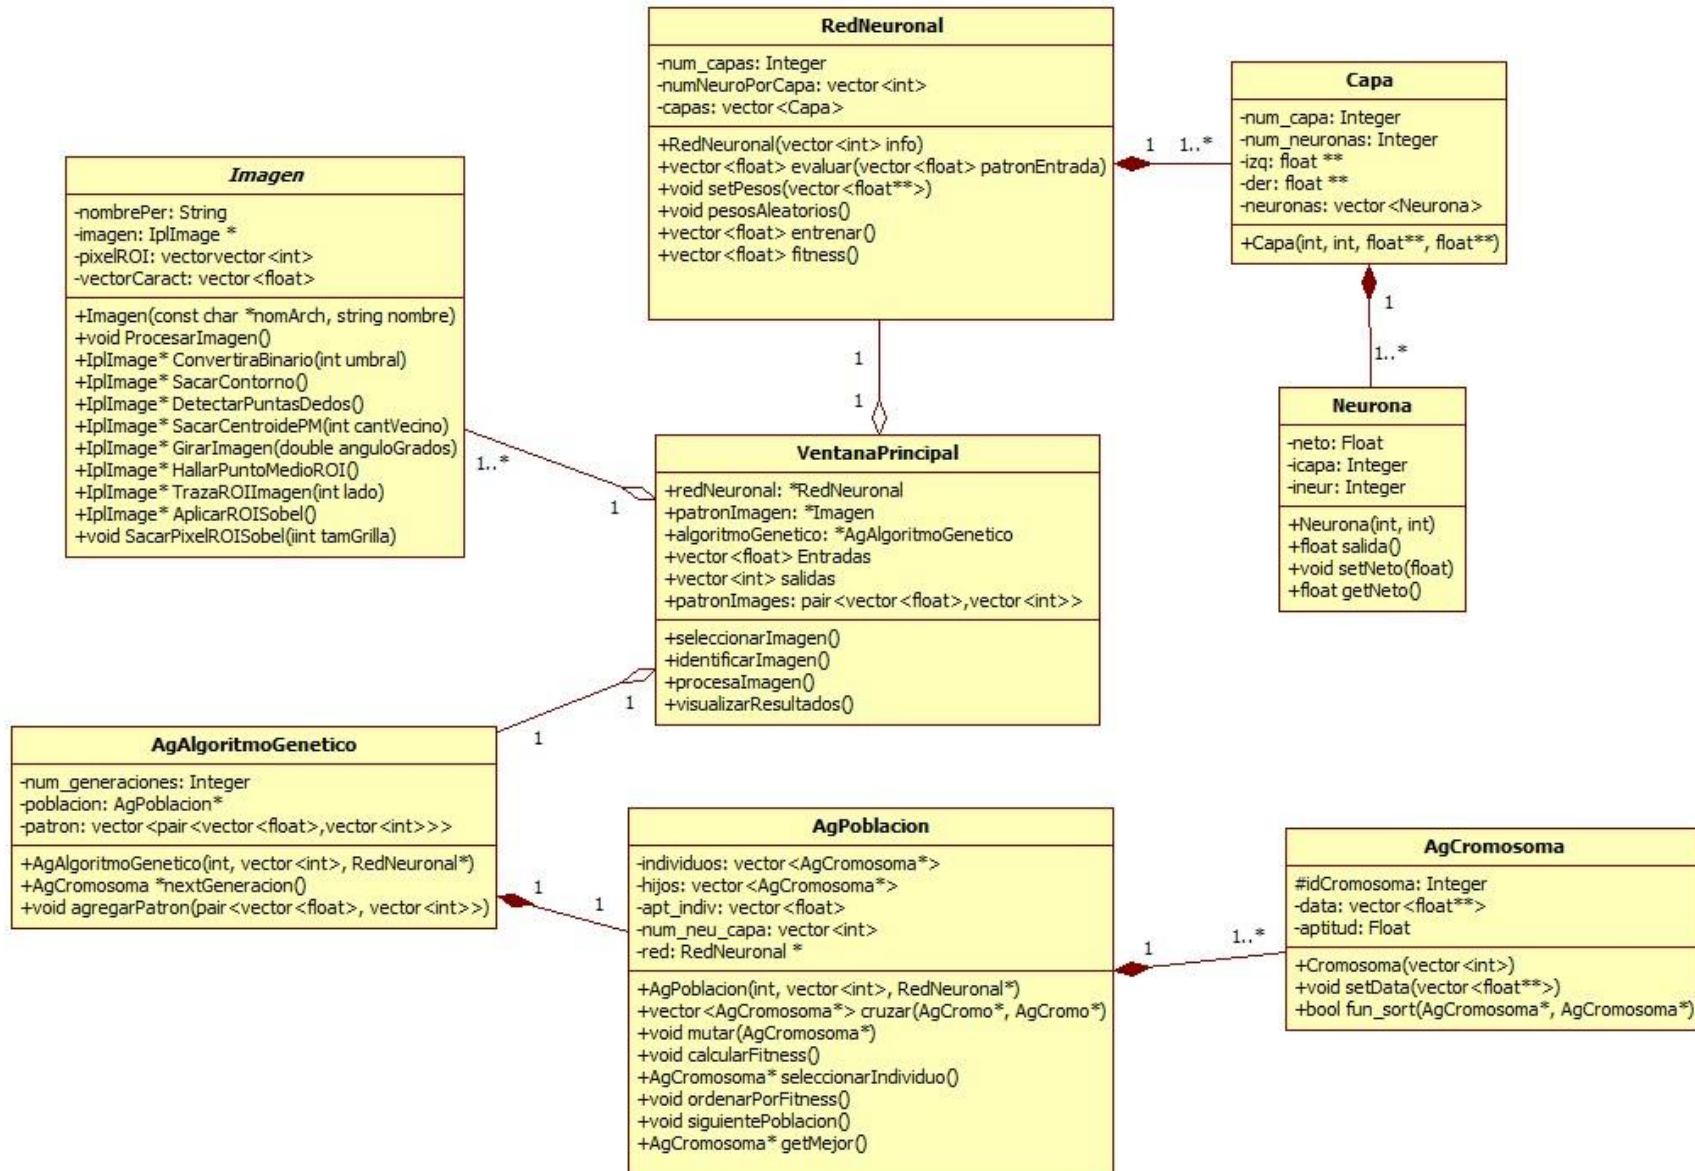 RedNeuronal
-num_capas: Integer
-numNeuroPorCapa: vector<int>
-capas: vector<Capa>
+RedNeuronal(vector<int> info)
+vector<float> evaluar(vector<float> patronEntrada)
+void setPesos(vector<float**>)
+void pesosAleatorios()
+vector<float> entrenar()
+vector<float> fitness()
1
1..*
Capa
-num_capa: Integer
-num_neuronas: Integer
-izq: float **
-der: float **
-neuronas: vector<Neurona>
+Capa(int, int, float**, float**)
1
1..*
Neurona
-neto: Float
-icapa: Integer
-ineur: Integer
+Neurona(int, int)
+float salida()
+void setNeto(float)
+float getNeto()
Imagen
-nombrePer: String
-imagen: IplImage *
-pixelROI: vectorvector<int>
-vectorCaract: vector<float>
+Imagen(const char *nomArch, string nombre)
+void ProcesarImagen()
+IplImage* ConvertiraBinario(int umbral)
+IplImage* SacarContorno()
+IplImage* DetectarPuntasDedos()
+IplImage* SacarCentroidePM(int cantVecino)
+IplImage* GirarImagen(double anguloGrados)
+IplImage* HallarPuntoMedioROI()
+IplImage* TrazaROIImagen(int lado)
+IplImage* AplicarROISobel()
+void SacarPixelROISobel(iint tamGrilla)
1..*
1
1
1
VentanaPrincipal
+redNeuronal: *RedNeuronal
+patronImagen: *Imagen
+algoritmoGenetico: *AgAlgoritmoGenetico
+vector<float> Entradas
+vector<int> salidas
+patronImages: pair<vector<float>,vector<int>>
+seleccionarImagen()
+identificarImagen()
+procesaImagen()
+visualizarResultados()
1
1
AgAlgoritmoGenetico
-num_generaciones: Integer
-poblacion: AgPoblacion*
-patron: vector<pair<vector<float>,vector<int>>>
+AgAlgoritmoGenetico(int, vector<int>, RedNeuronal*)
+AgCromosoma *nextGeneracion()
+void agregarPatron(pair<vector<float>, vector<int>>)
1
1
AgPoblacion
-individuos: vector<AgCromosoma*>
-hijos: vector<AgCromosoma*>
-apt_indiv: vector<float>
-num_neu_capa: vector<int>
-red: RedNeuronal *
+AgPoblacion(int, vector<int>, RedNeuronal*)
+vector<AgCromosoma*> cruzar(AgCromo*, AgCromo*)
+void mutar(AgCromosoma*)
+void calcularFitness()
+AgCromosoma* seleccionarIndividuo()
+void ordenarPorFitness()
+void siguientePoblacion()
+AgCromosoma* getMejor()
1
1..*
AgCromosoma
#idCromosoma: Integer
-data: vector<float**>
-aptitud: Float
+Cromosoma(vector<int>)
+void setData(vector<float**>)
+bool fun_sort(AgCromosoma*, AgCromosoma*)